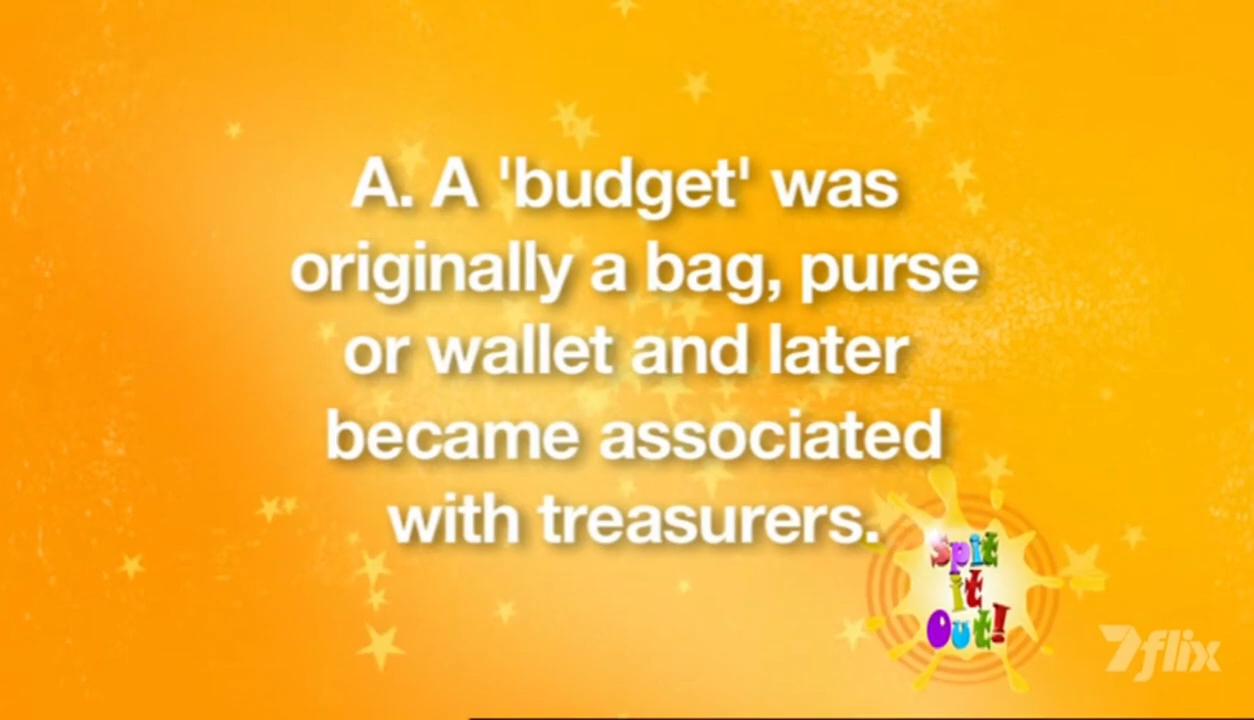 A. A 'budget' was
originally a bag, purse
or wallet and later
became associated
with treasurers.
Spit
it
Out!
7flix